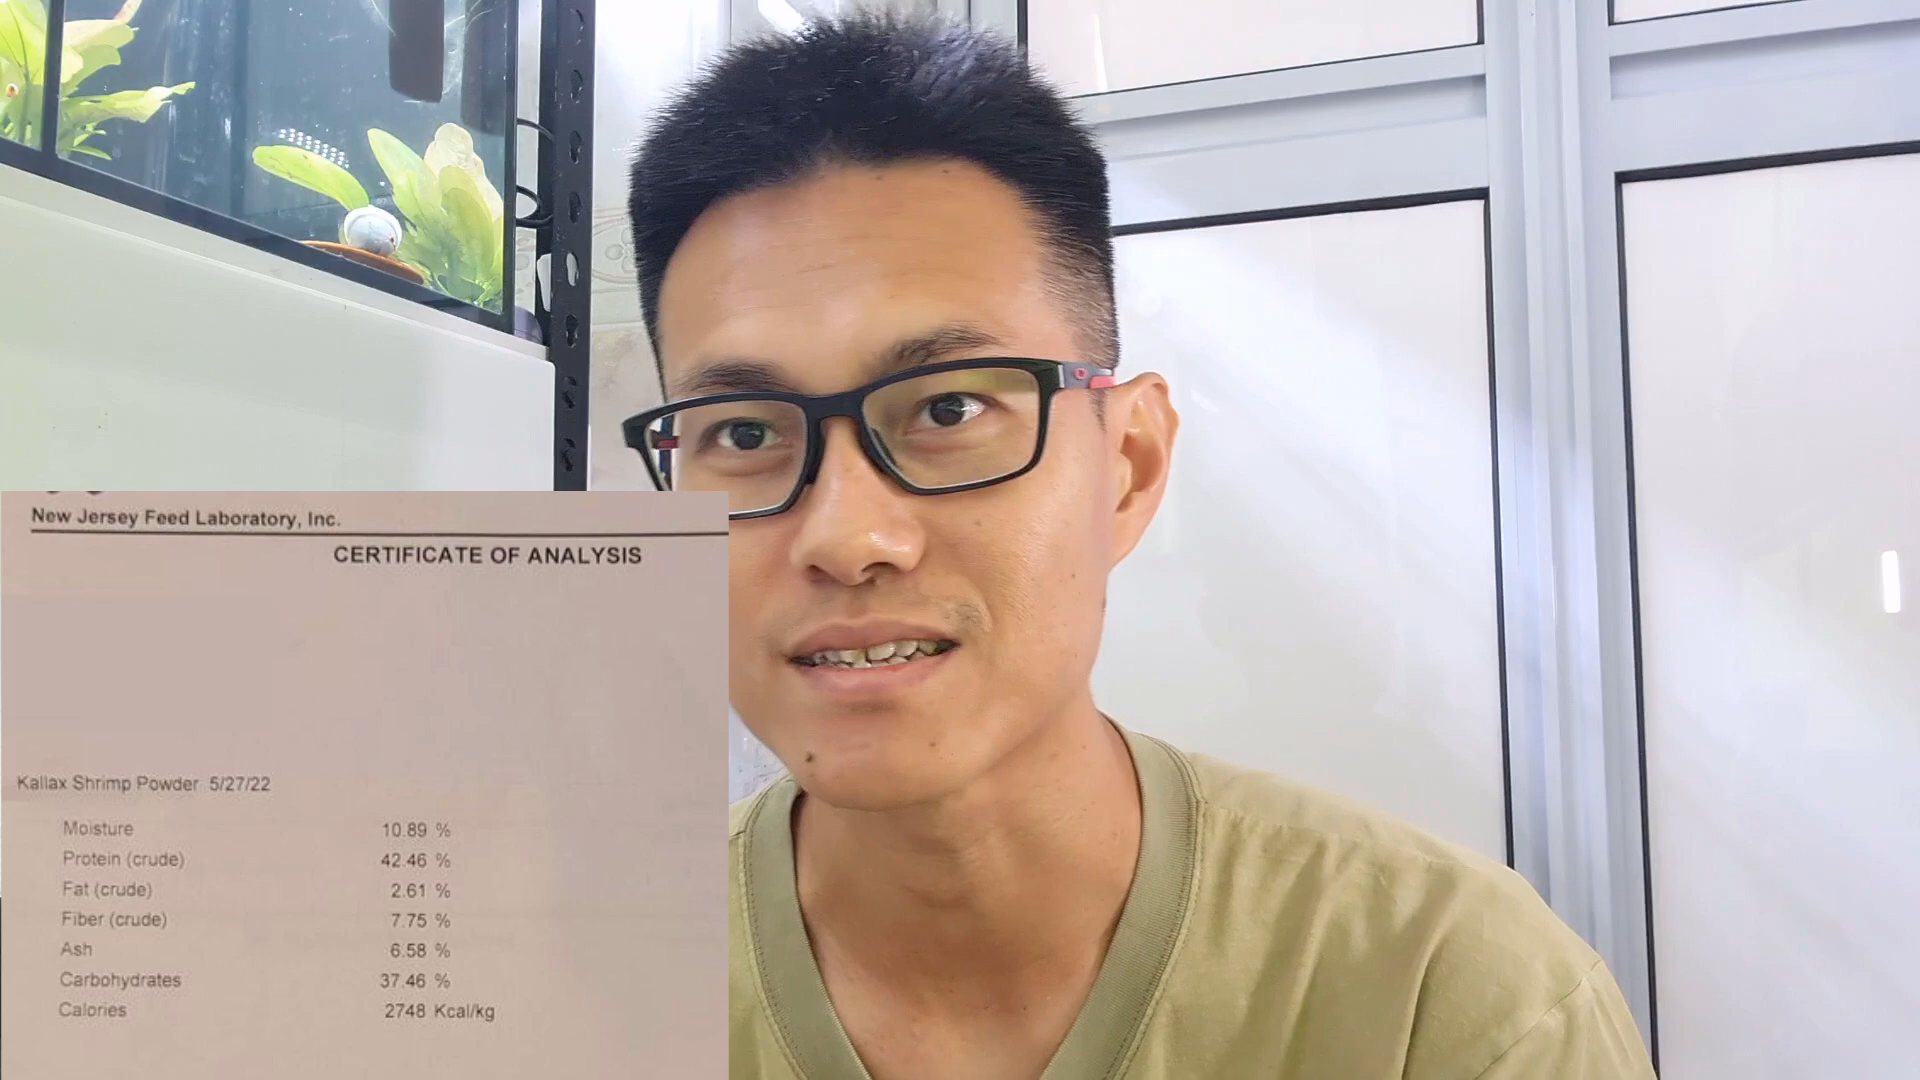 New Jersey Feed Laboratory, Inc.
CERTIFICATE OF ANALYSIS
Kallax Shrimp Powder 5/27/22
Moisture 10.89 %
Protein (crude) 42.46 %
Fat (crude) 2.61 %
Fiber (crude) 7.75 %
Ash 6.58 %
Carbohydrates 37.46 %
Calories 2748 Kcal/kg